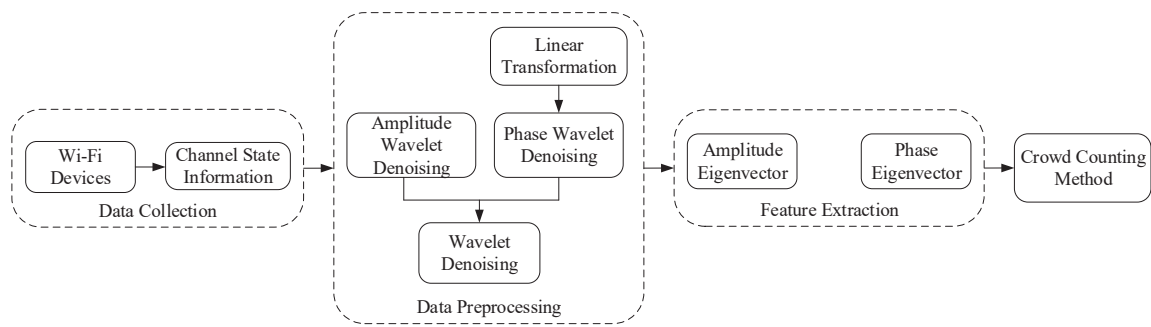 Wi-Fi
Devices
Channel State
Information
Data Collection
Linear
Transformation
Amplitude
Wavelet
Denoising
Phase Wavelet
Denoising
Wavelet
Denoising
Data Preprocessing
Amplitude
Eigenvector
Phase
Eigenvector
Feature Extraction
Crowd Counting
Method